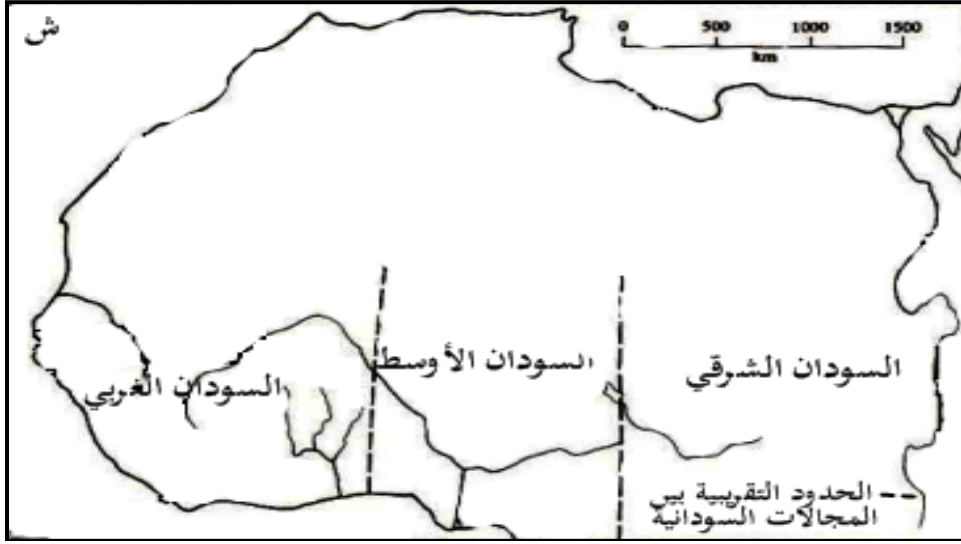 ش
0 500 1000 1500
km
السودان الغربي
السودان الأوسط
السودان الشرقي
الحدود التقريبية بين
المجالات السودانية